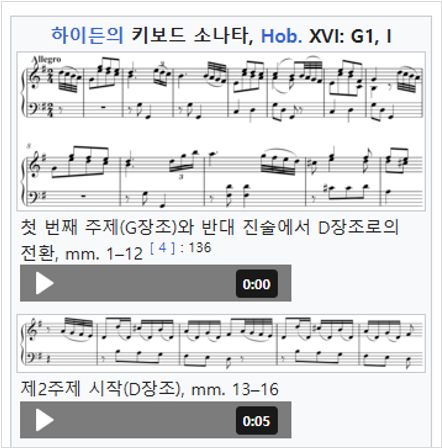 하이든의 키보드 소나타, Hob. XVI: G1, I
Allegro
3
8
3
첫 번째 주제(G장조)와 반대 진술에서 D장조로의
전환, mm. 1–12 [ 4 ] : 136
0:00
제2주제 시작(D장조), mm. 13–16
0:05